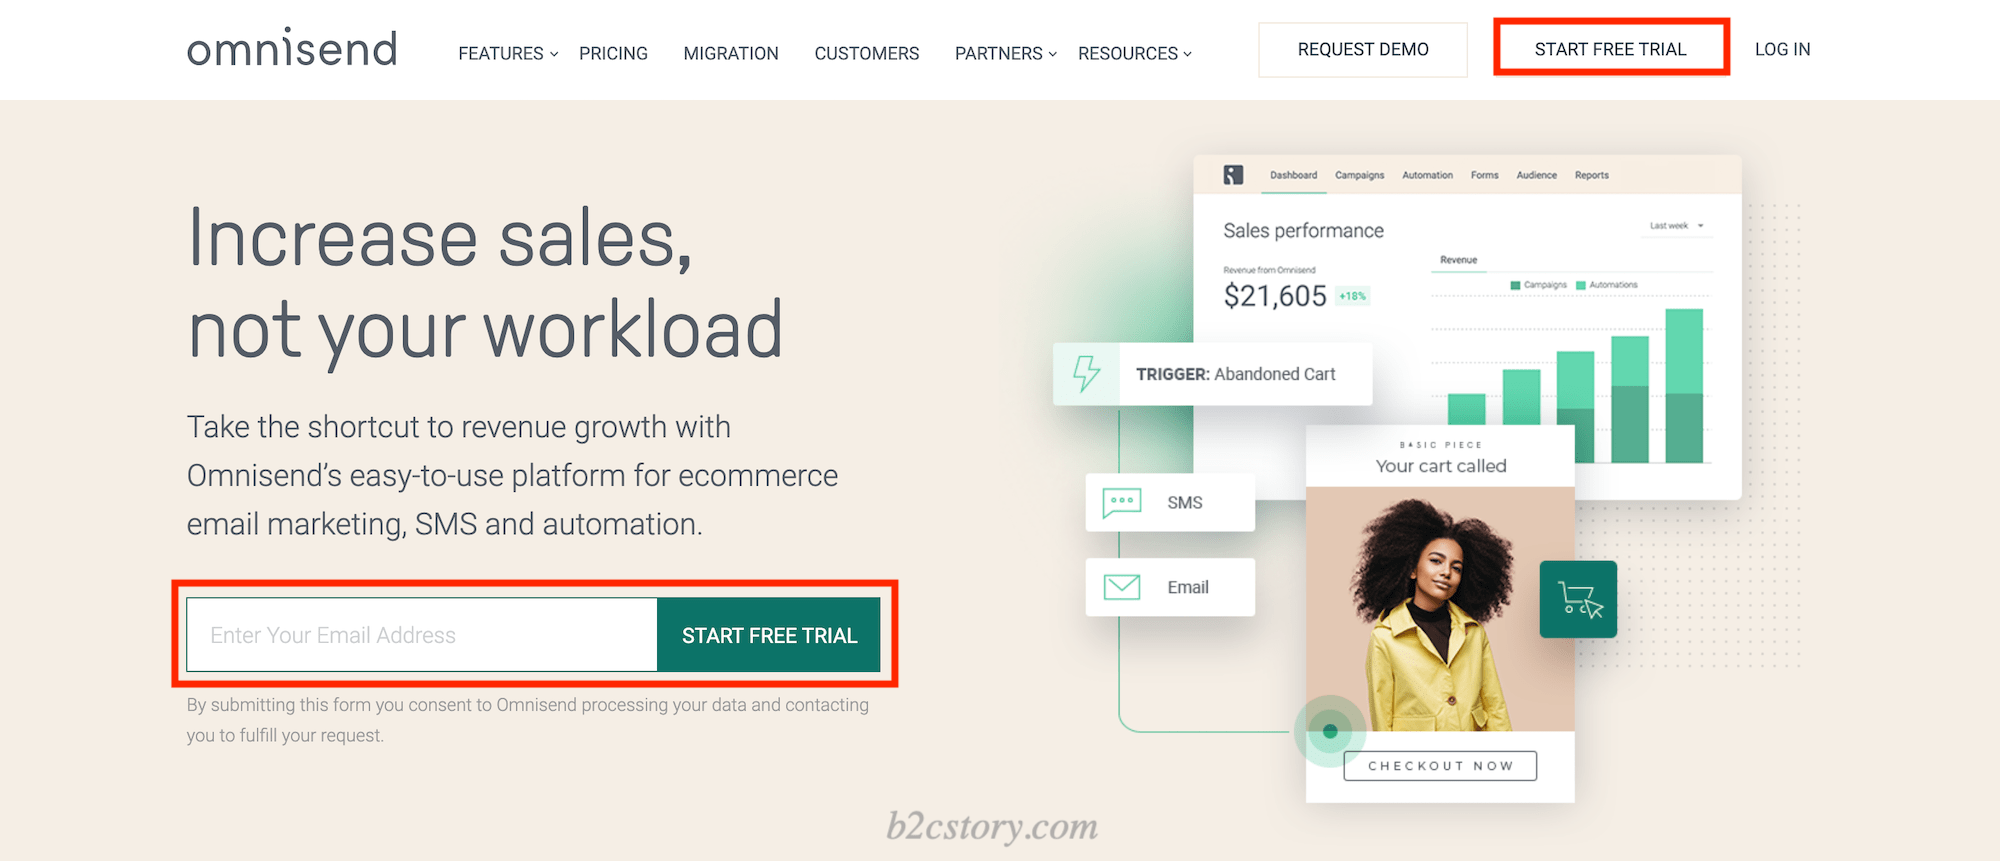 omnisend
FEATURES
PRICING
MIGRATION
CUSTOMERS
PARTNERS
RESOURCES
REQUEST DEMO
START FREE TRIAL
LOG IN
Increase sales,
not your workload
Take the shortcut to revenue growth with
Omnisend’s easy-to-use platform for ecommerce
email marketing, SMS and automation.
Enter Your Email Address
START FREE TRIAL
By submitting this form you consent to Omnisend processing your data and contacting
you to fulfill your request.
Dashboard
Campaigns
Automation
Forms
Audience
Reports
Sales performance
Last week
Revenue from Omnisend
$21,605
+18%
Revenue
Campaigns
Automations
TRIGGER: Abandoned Cart
SMS
Email
BASIC PIECE
Your cart called
CHECKOUT NOW
b2cstory.com